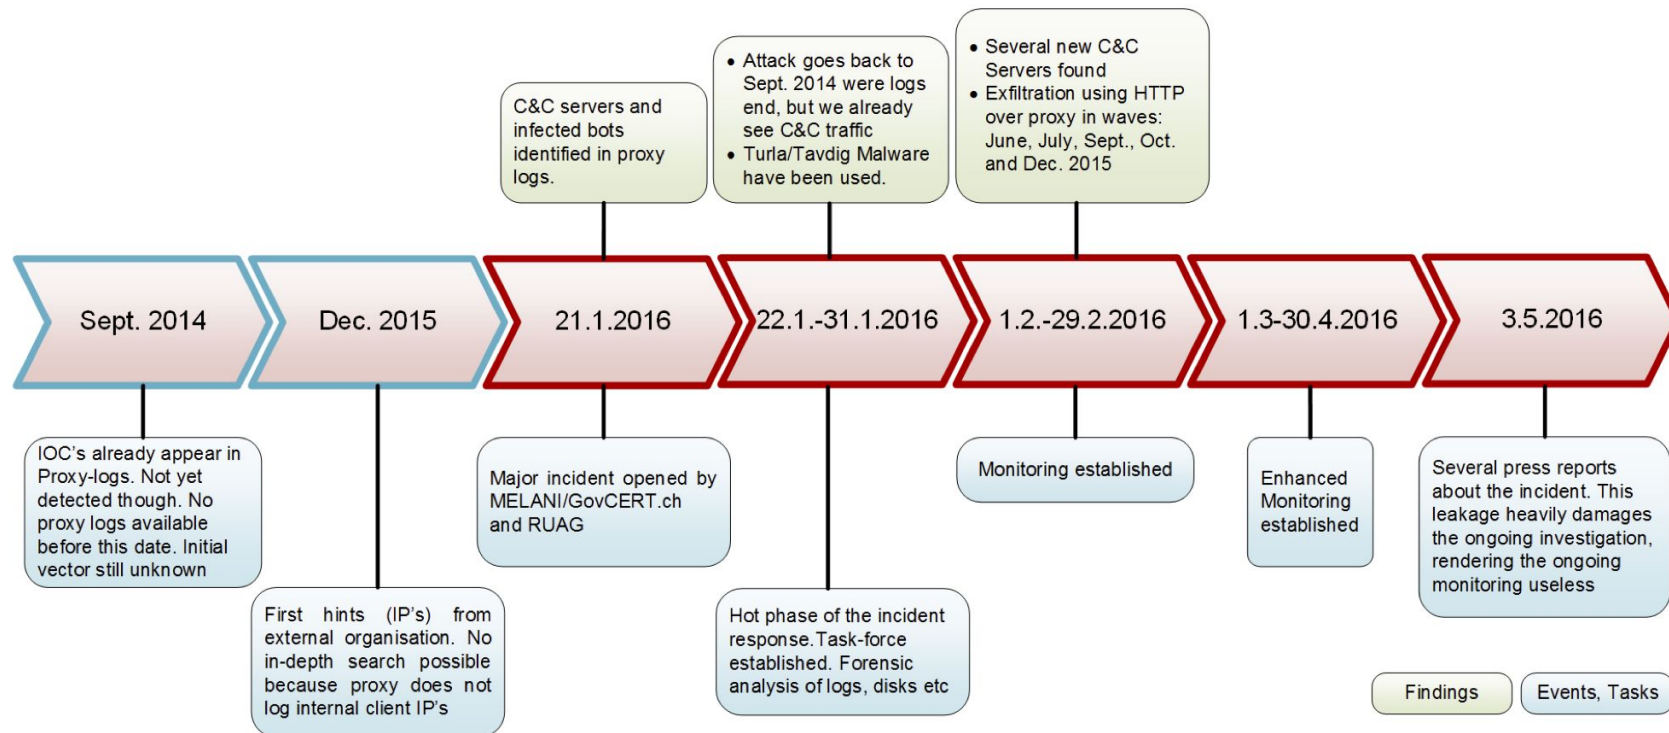 C&C servers and
infected bots
identified in proxy
logs.
• Attack goes back to
Sept. 2014 were logs
end, but we already
see C&C traffic
• Turla/Tavdig Malware
have been used.
• Several new C&C
Servers found
• Exfiltration using HTTP
over proxy in waves:
June, July, Sept., Oct.
and Dec. 2015
Sept. 2014
Dec. 2015
21.1.2016
22.1.-31.1.2016
1.2.-29.2.2016
1.3-30.4.2016
3.5.2016
IOC's already appear in
Proxy-logs. Not yet
detected though. No
proxy logs available
before this date. Initial
vector still unknown
First hints (IP's) from
external organisation. No
in-depth search possible
because proxy does not
log internal client IP's
Major incident opened by
MELANI/GovCERT.ch
and RUAG
Hot phase of the incident
response.Task-force
established. Forensic
analysis of logs, disks etc
Monitoring established
Enhanced
Monitoring
established
Several press reports
about the incident. This
leakage heavily damages
the ongoing investigation,
rendering the ongoing
monitoring useless
Findings
Events, Tasks